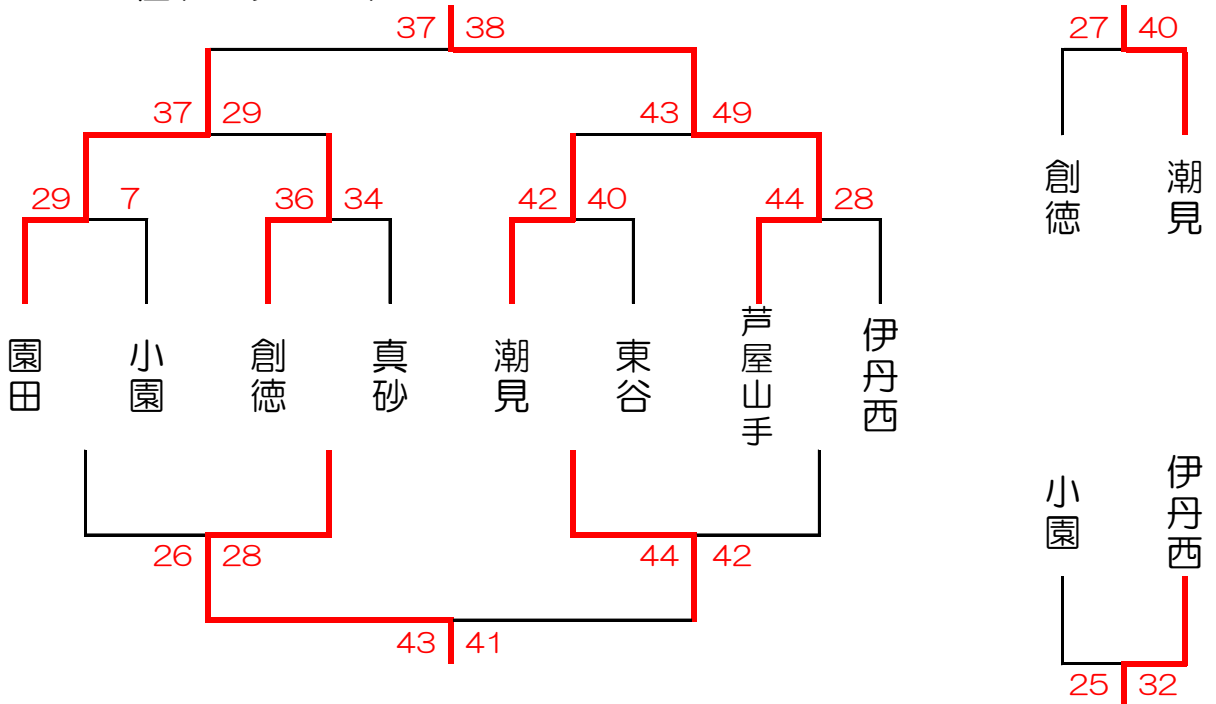 37 38
27 40
37 29
43 49
29 7
36 34
42 40
44 28
創徳
潮見
園田
小園
創徳
真砂
潮見
東谷
芦屋山手
伊丹西
小園
伊丹西
26 28
44 42
43 41
25 32